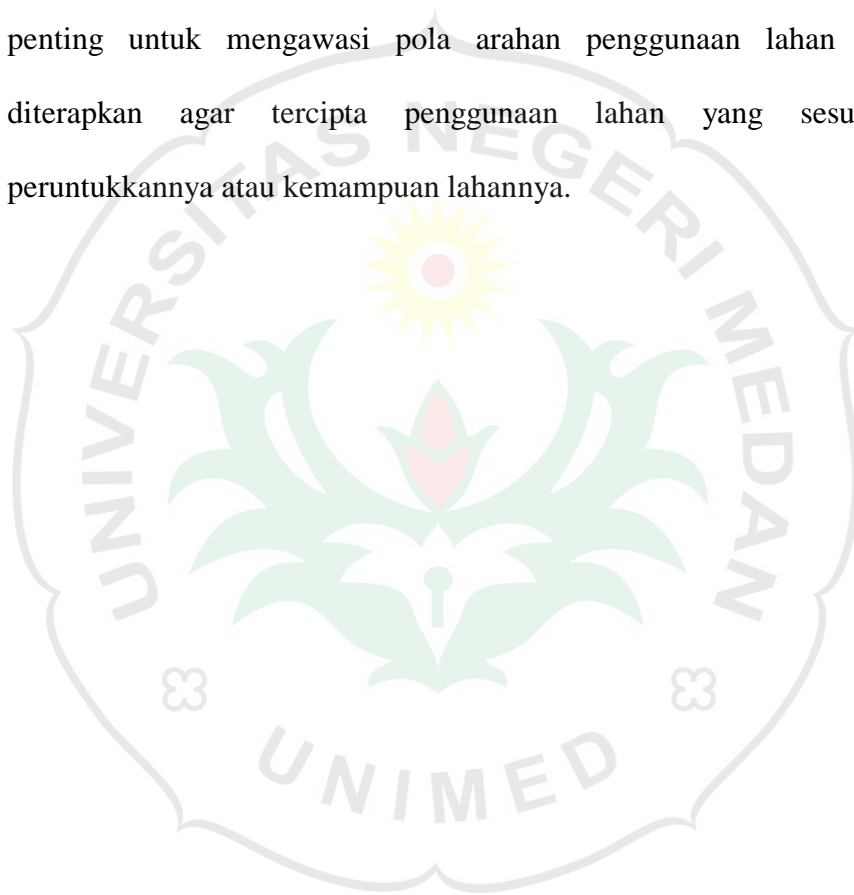 penting untuk mengawasi pola arahan penggunaan lahan
diterapkan agar tercipta penggunaan lahan yang sesu
peruntukkannya atau kemampuan lahannya.
UNIVERSITAS NEGERI MEDAN
UNIMED